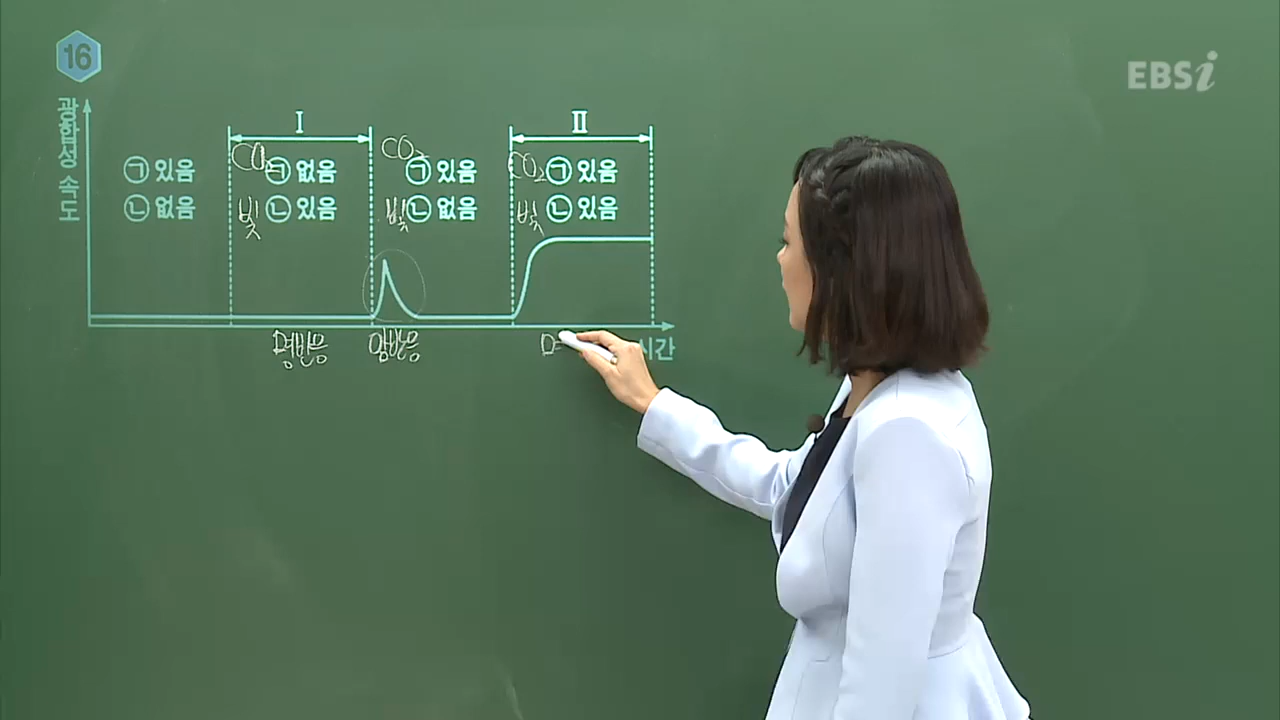 16
EBSi
광합성 속도
I
II
㉠ 있음
CO₂ ㉠ 없음
CO₂ ㉠ 있음
CO₂ ㉠ 있음
㉡ 없음
빛 ㉡ 있음
빛 ㉡ 없음
빛 ㉡ 있음
명반응
암반응
시간